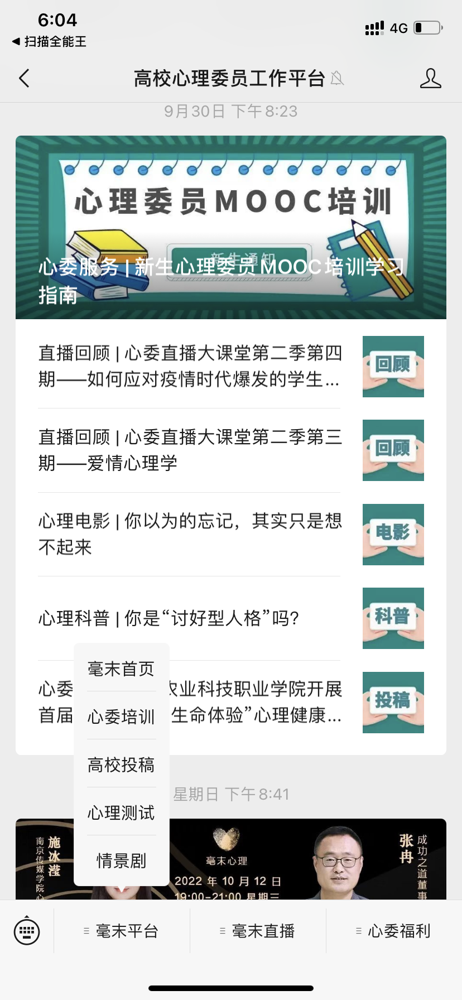 6:04
4G
◀ 扫描全能王
高校心理委员工作平台
9月30日 下午8:23
心理委员MOOC培训
新生通知
心委服务 | 新生心理委员MOOC培训学习
指南
直播回顾 | 心委直播大课堂第二季第四
期——如何应对疫情时代爆发的学生...
回顾
直播回顾 | 心委直播大课堂第二季第三
期——爱情心理学
回顾
心理电影 | 你以为的忘记，其实只是想
不起来
电影
心理科普 | 你是“讨好型人格”吗?
科普
心委
农业科技职业学院开展
首届
生命体验”心理健康...
投稿
毫末首页
心委培训
高校投稿
心理测试
情景剧
星期日 下午8:41
施冰滢
南京传媒学院心
毫末心理
2022 年 10 月 12 日
19:00-21:00 星期三
张冉
成功之道董事
毫末平台
毫末直播
心委福利